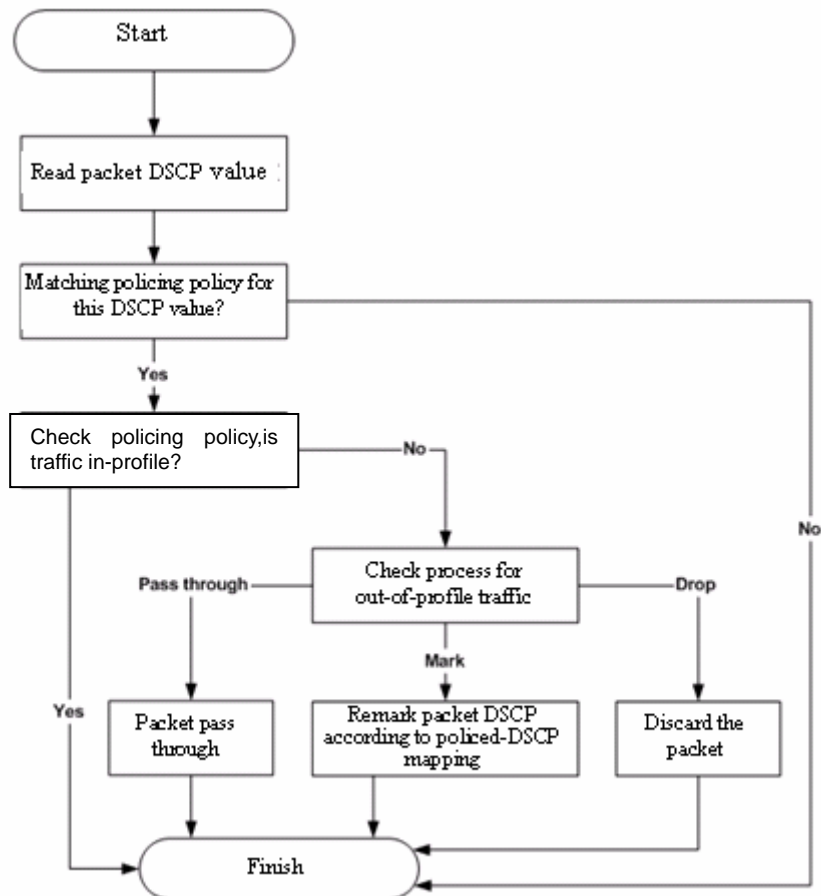 Start
Read packet DSCP value
Matching policing policy for
this DSCP value?
Yes
Check policing policy,is
traffic in-profile?
No
No
Check process for
out-of-profile traffic
Pass through
Drop
Mark
Yes
Packet pass
through
Remark packet DSCP
according to policed-DSCP
mapping
Discard the
packet
Finish